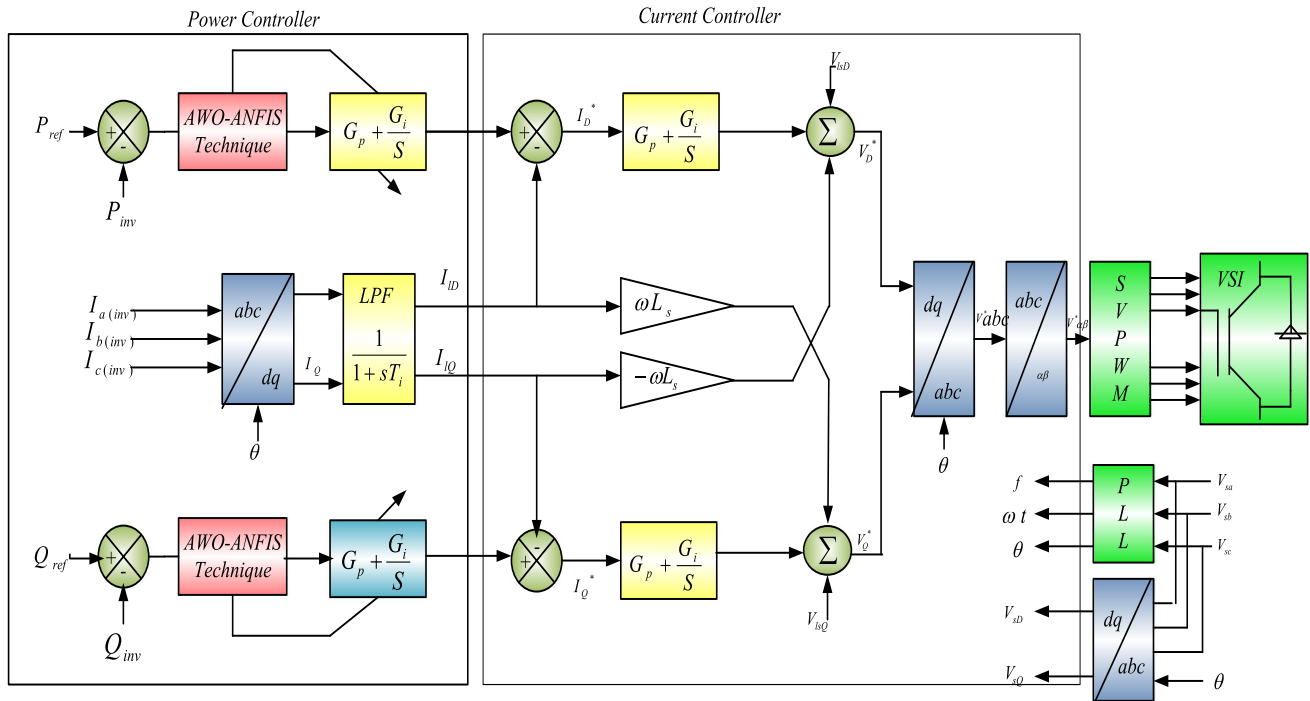 Power Controller
Current Controller
P_ref
+
-
P_inv
AWO-ANFIS
Technique
G_p + G_i/S
+
-
I_D^*
G_p + G_i/S
V_lsD
Σ
V_D^*
I_a(inv)
I_b(inv)
I_c(inv)
abc
dq
θ
I_Q
LPF
1/(1+sT_i)
I_lD
I_lQ
ωL_s
-ωL_s
dq
abc
θ
V^*abc
abc
αβ
V^*αβ
S
V
P
W
M
VSI
Q_ref
+
-
Q_inv
AWO-ANFIS
Technique
G_p + G_i/S
-
+
I_Q^*
G_p + G_i/S
Σ
V_Q^*
V_lsQ
f
ω t
θ
P
L
L
V_sa
V_sb
V_sc
V_sD
V_sQ
dq
abc
θ